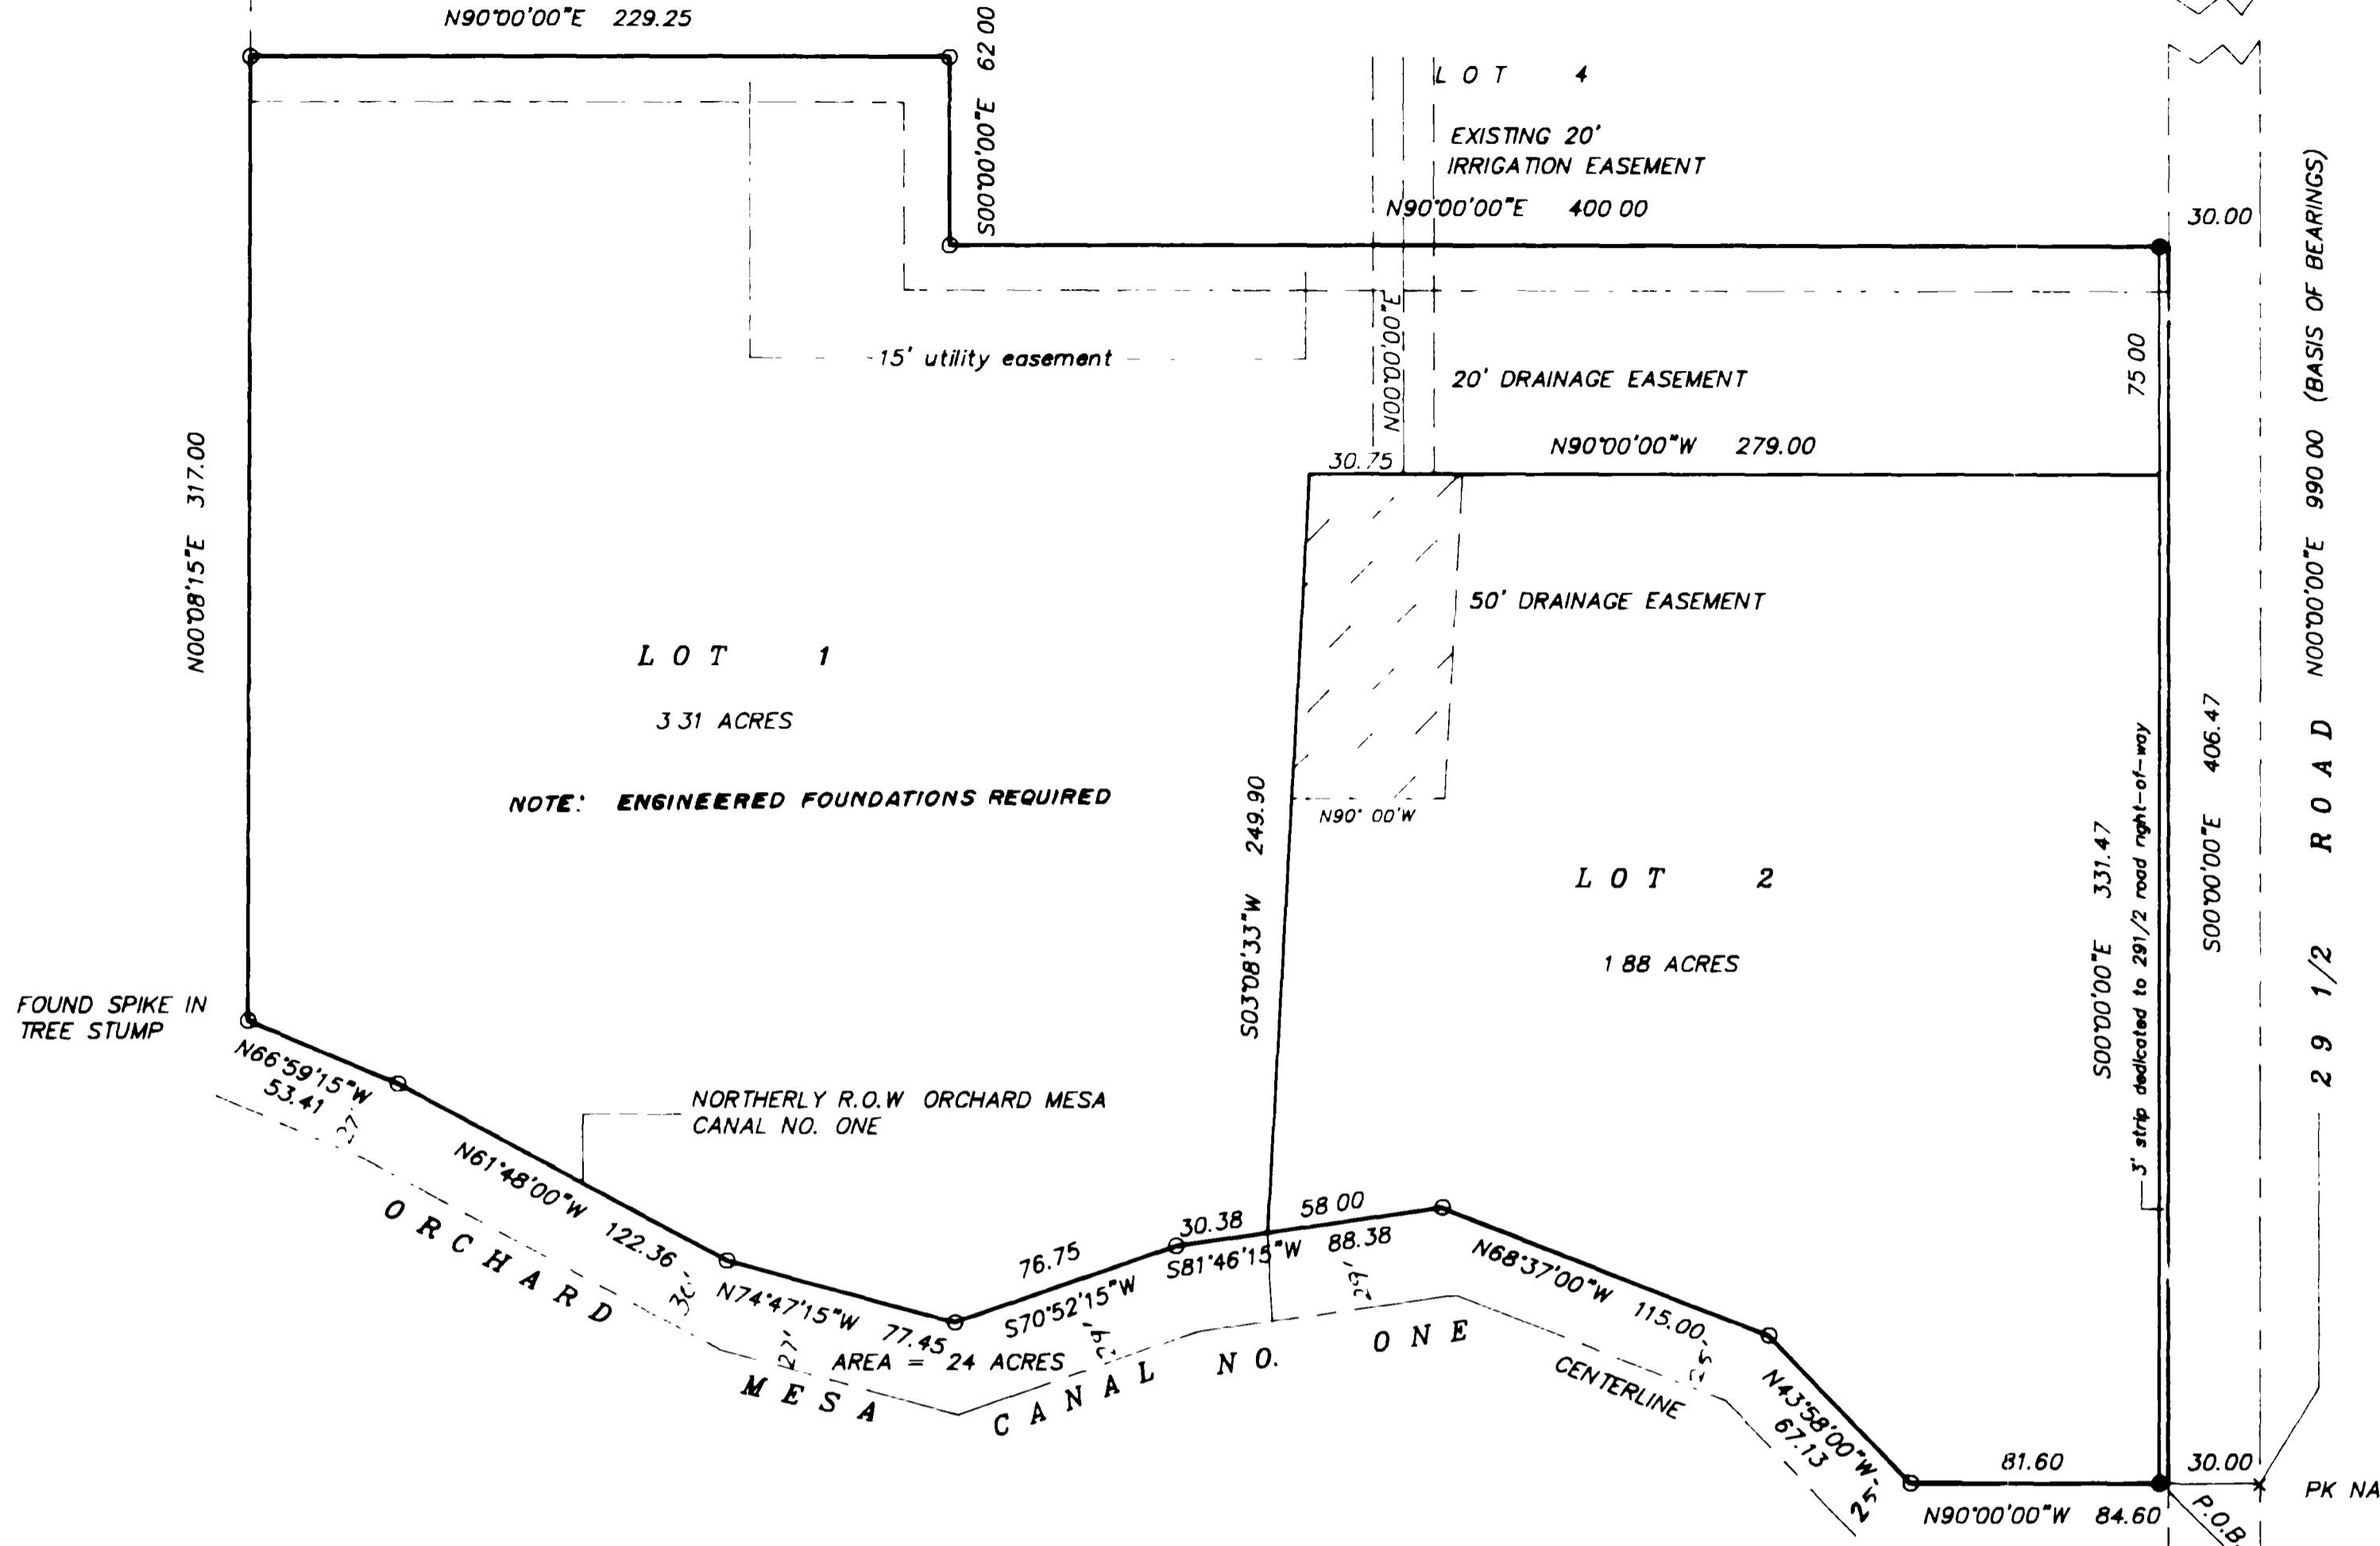 N90°00'00"E 229.25
S00°00'00"E 62 00
LOT 4
EXISTING 20'
IRRIGATION EASEMENT
N90°00'00"E 400 00
30.00
N00°00'00"E 990 00 (BASIS OF BEARINGS)
15' utility easement
N00°00'00"E
20' DRAINAGE EASEMENT
75 00
N90°00'00"W 279.00
30.75
N00°08'15"E 317.00
50' DRAINAGE EASEMENT
LOT 1
3 31 ACRES
NOTE: ENGINEERED FOUNDATIONS REQUIRED
S03°08'33"W 249.90
N90° 00'W
LOT 2
1 88 ACRES
S00°00'00"E 331.47
3' strip dedicated to 291/2 road right-of-way
S00°00'00"E 406.47
29 1/2 ROAD
FOUND SPIKE IN
TREE STUMP
N66°59'15"W
53.41
27'
NORTHERLY R.O.W ORCHARD MESA
CANAL NO. ONE
N61°48'00"W 122.36
30'
N74°47'15"W 77.45
27'
AREA = 24 ACRES
76.75
S70°52'15"W
29'
30.38
58 00
S81°46'15"W 88.38
29'
N68°37'00"W 115.00
25'
N43°58'00"W
67.13
25'
ORCHARD MESA CANAL NO. ONE
CENTERLINE
81.60
30.00
N90°00'00"W 84.60
P.O.B.
PK NA